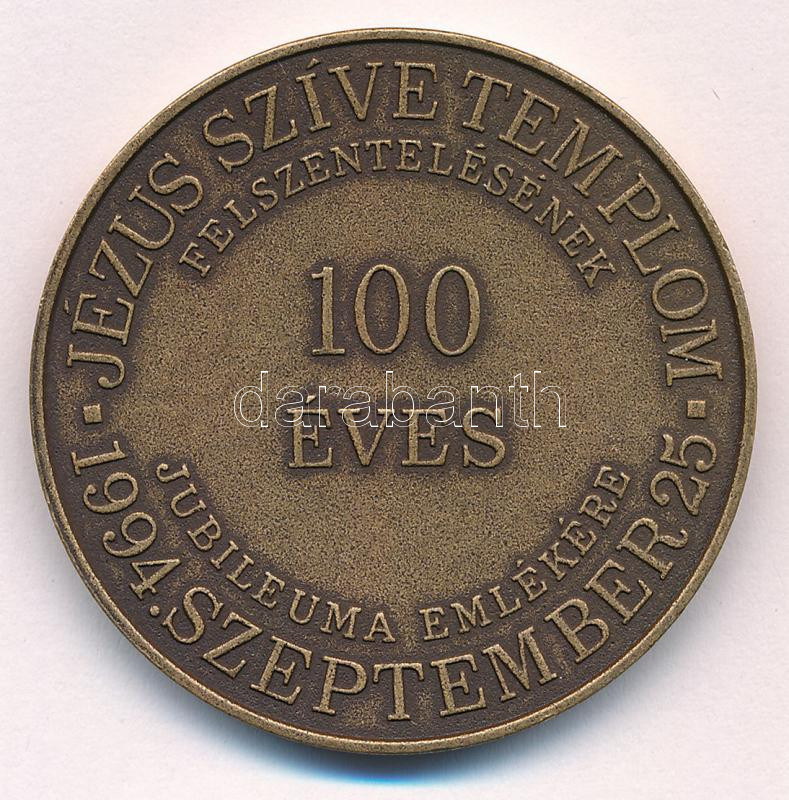 JÉZUS SZÍVE TEMPLOM
FELSZENTELÉSÉNEK
100
ÉVES
JUBILEUMA EMLÉKÉRE
1994. SZEPTEMBER 25
darabanth